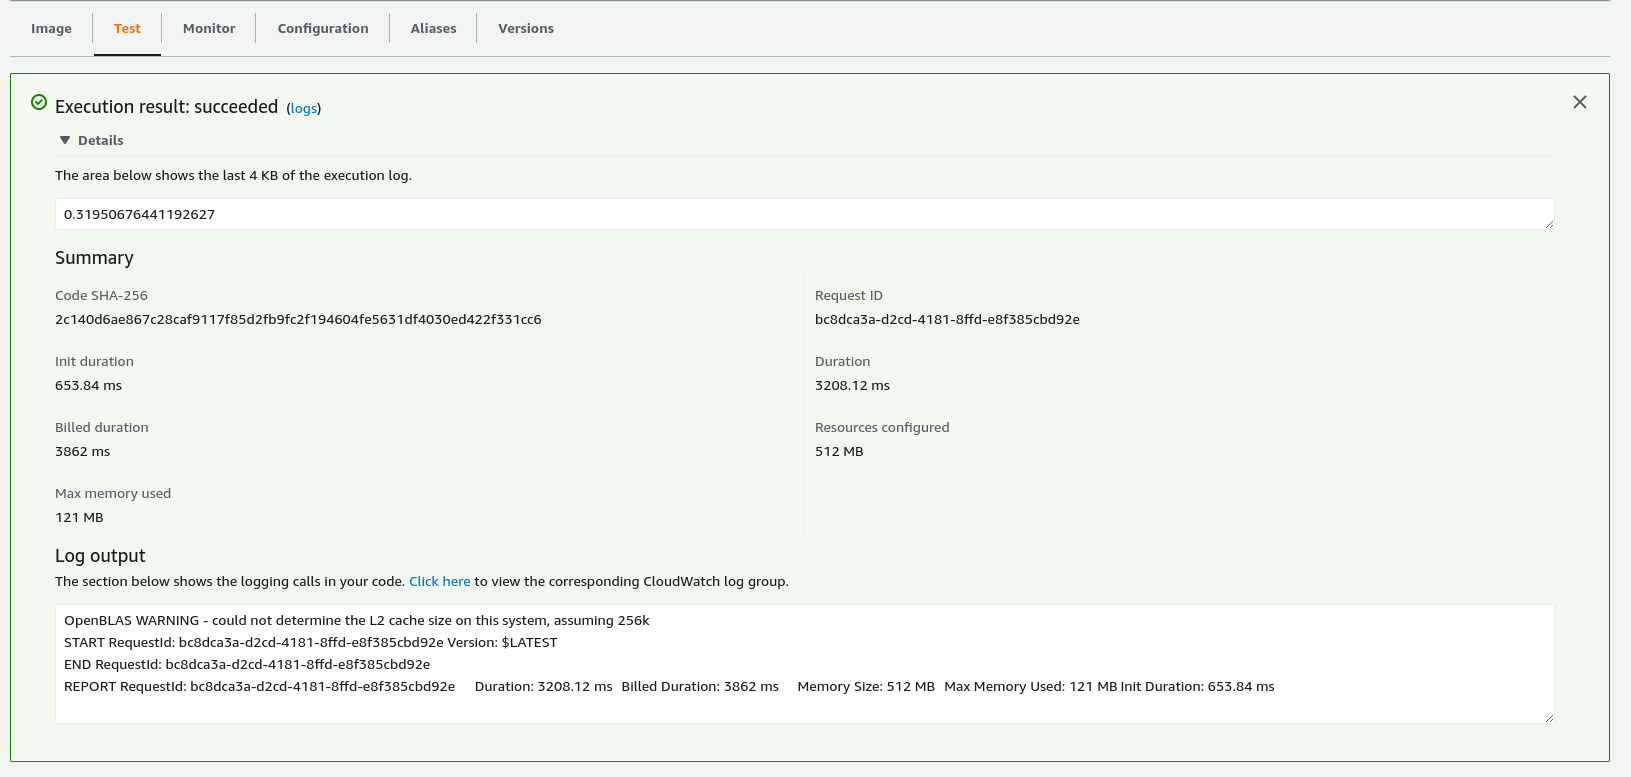 Image Test Monitor Configuration Aliases Versions
Execution result: succeeded (logs)
Details
The area below shows the last 4 KB of the execution log.
0.31950676441192627
Summary
Code SHA-256
2c140d6ae867c28caf9117f85d2fb9fc2f194604fe5631df4030ed422f331cc6
Request ID
bc8dca3a-d2cd-4181-8ffd-e8f385cbd92e
Init duration
653.84 ms
Duration
3208.12 ms
Billed duration
3862 ms
Resources configured
512 MB
Max memory used
121 MB
Log output
The section below shows the logging calls in your code. Click here to view the corresponding CloudWatch log group.
OpenBLAS WARNING - could not determine the L2 cache size on this system, assuming 256k
START RequestId: bc8dca3a-d2cd-4181-8ffd-e8f385cbd92e Version: $LATEST
END RequestId: bc8dca3a-d2cd-4181-8ffd-e8f385cbd92e
REPORT RequestId: bc8dca3a-d2cd-4181-8ffd-e8f385cbd92e Duration: 3208.12 ms Billed Duration: 3862 ms Memory Size: 512 MB Max Memory Used: 121 MB Init Duration: 653.84 ms